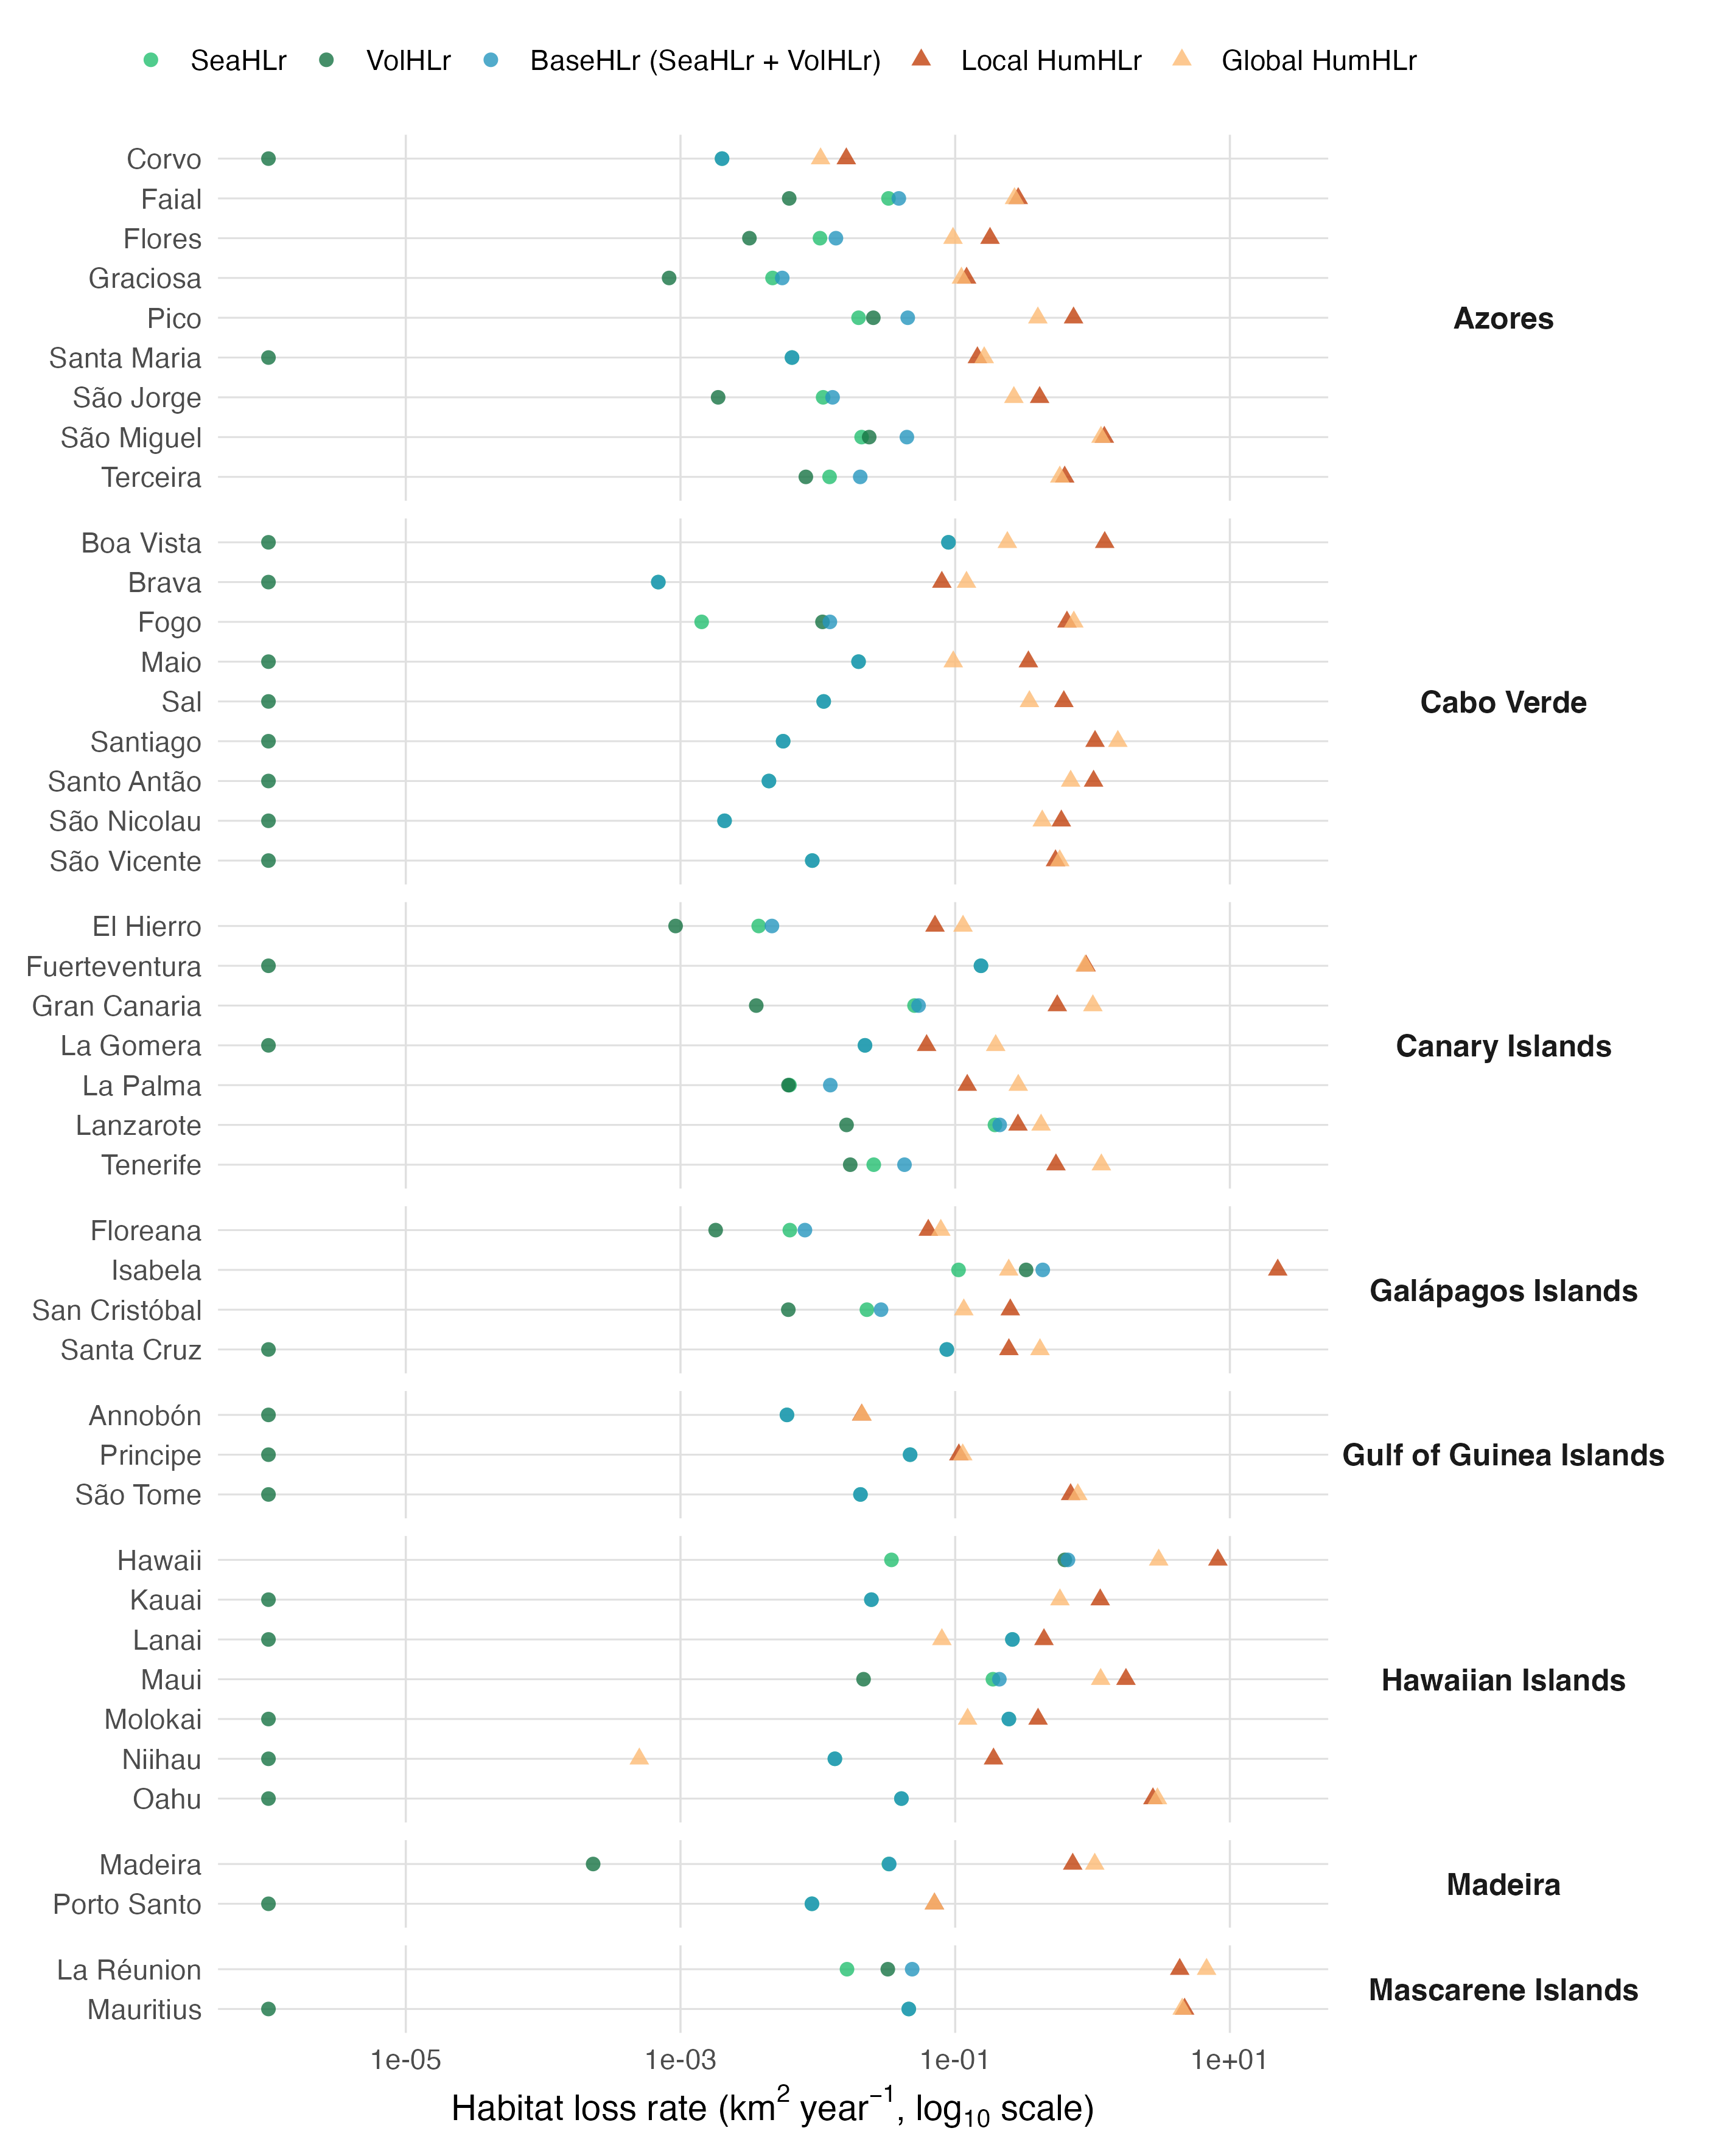 SeaHLr VolHLr BaseHLr (SeaHLr + VolHLr) Local HumHLr Global HumHLr
Corvo
Faial
Flores
Graciosa
Pico
Santa Maria
São Jorge
São Miguel
Terceira
Azores
Boa Vista
Brava
Fogo
Maio
Sal
Santiago
Santo Antão
São Nicolau
São Vicente
Cabo Verde
El Hierro
Fuerteventura
Gran Canaria
La Gomera
La Palma
Lanzarote
Tenerife
Canary Islands
Floreana
Isabela
San Cristóbal
Santa Cruz
Galápagos Islands
Annobón
Principe
São Tome
Gulf of Guinea Islands
Hawaii
Kauai
Lanai
Maui
Molokai
Niihau
Oahu
Hawaiian Islands
Madeira
Porto Santo
Madeira
La Réunion
Mauritius
Mascarene Islands
1e-05 1e-03 1e-01 1e+01
Habitat loss rate (km² year⁻¹, log₁₀ scale)